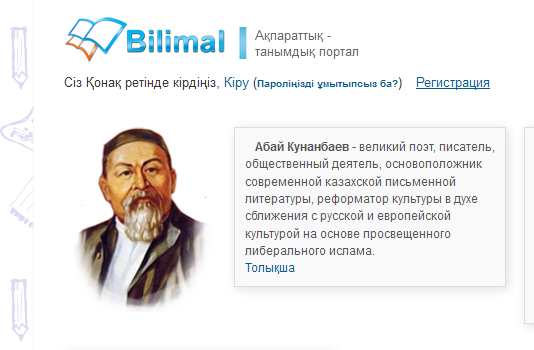 Bilimal
Ақпараттық -
танымдық портал
Сіз Қонақ ретінде кірдіңіз, Кіру (Пароліңізді ұмытыпсыз ба?) Регистрация
Абай Кунанбаев - великий поэт, писатель,
общественный деятель, основоположник
современной казахской письменной
литературы, реформатор культуры в духе
сближения с русской и европейской
культурой на основе просвещенного
либерального ислама.
Толықша